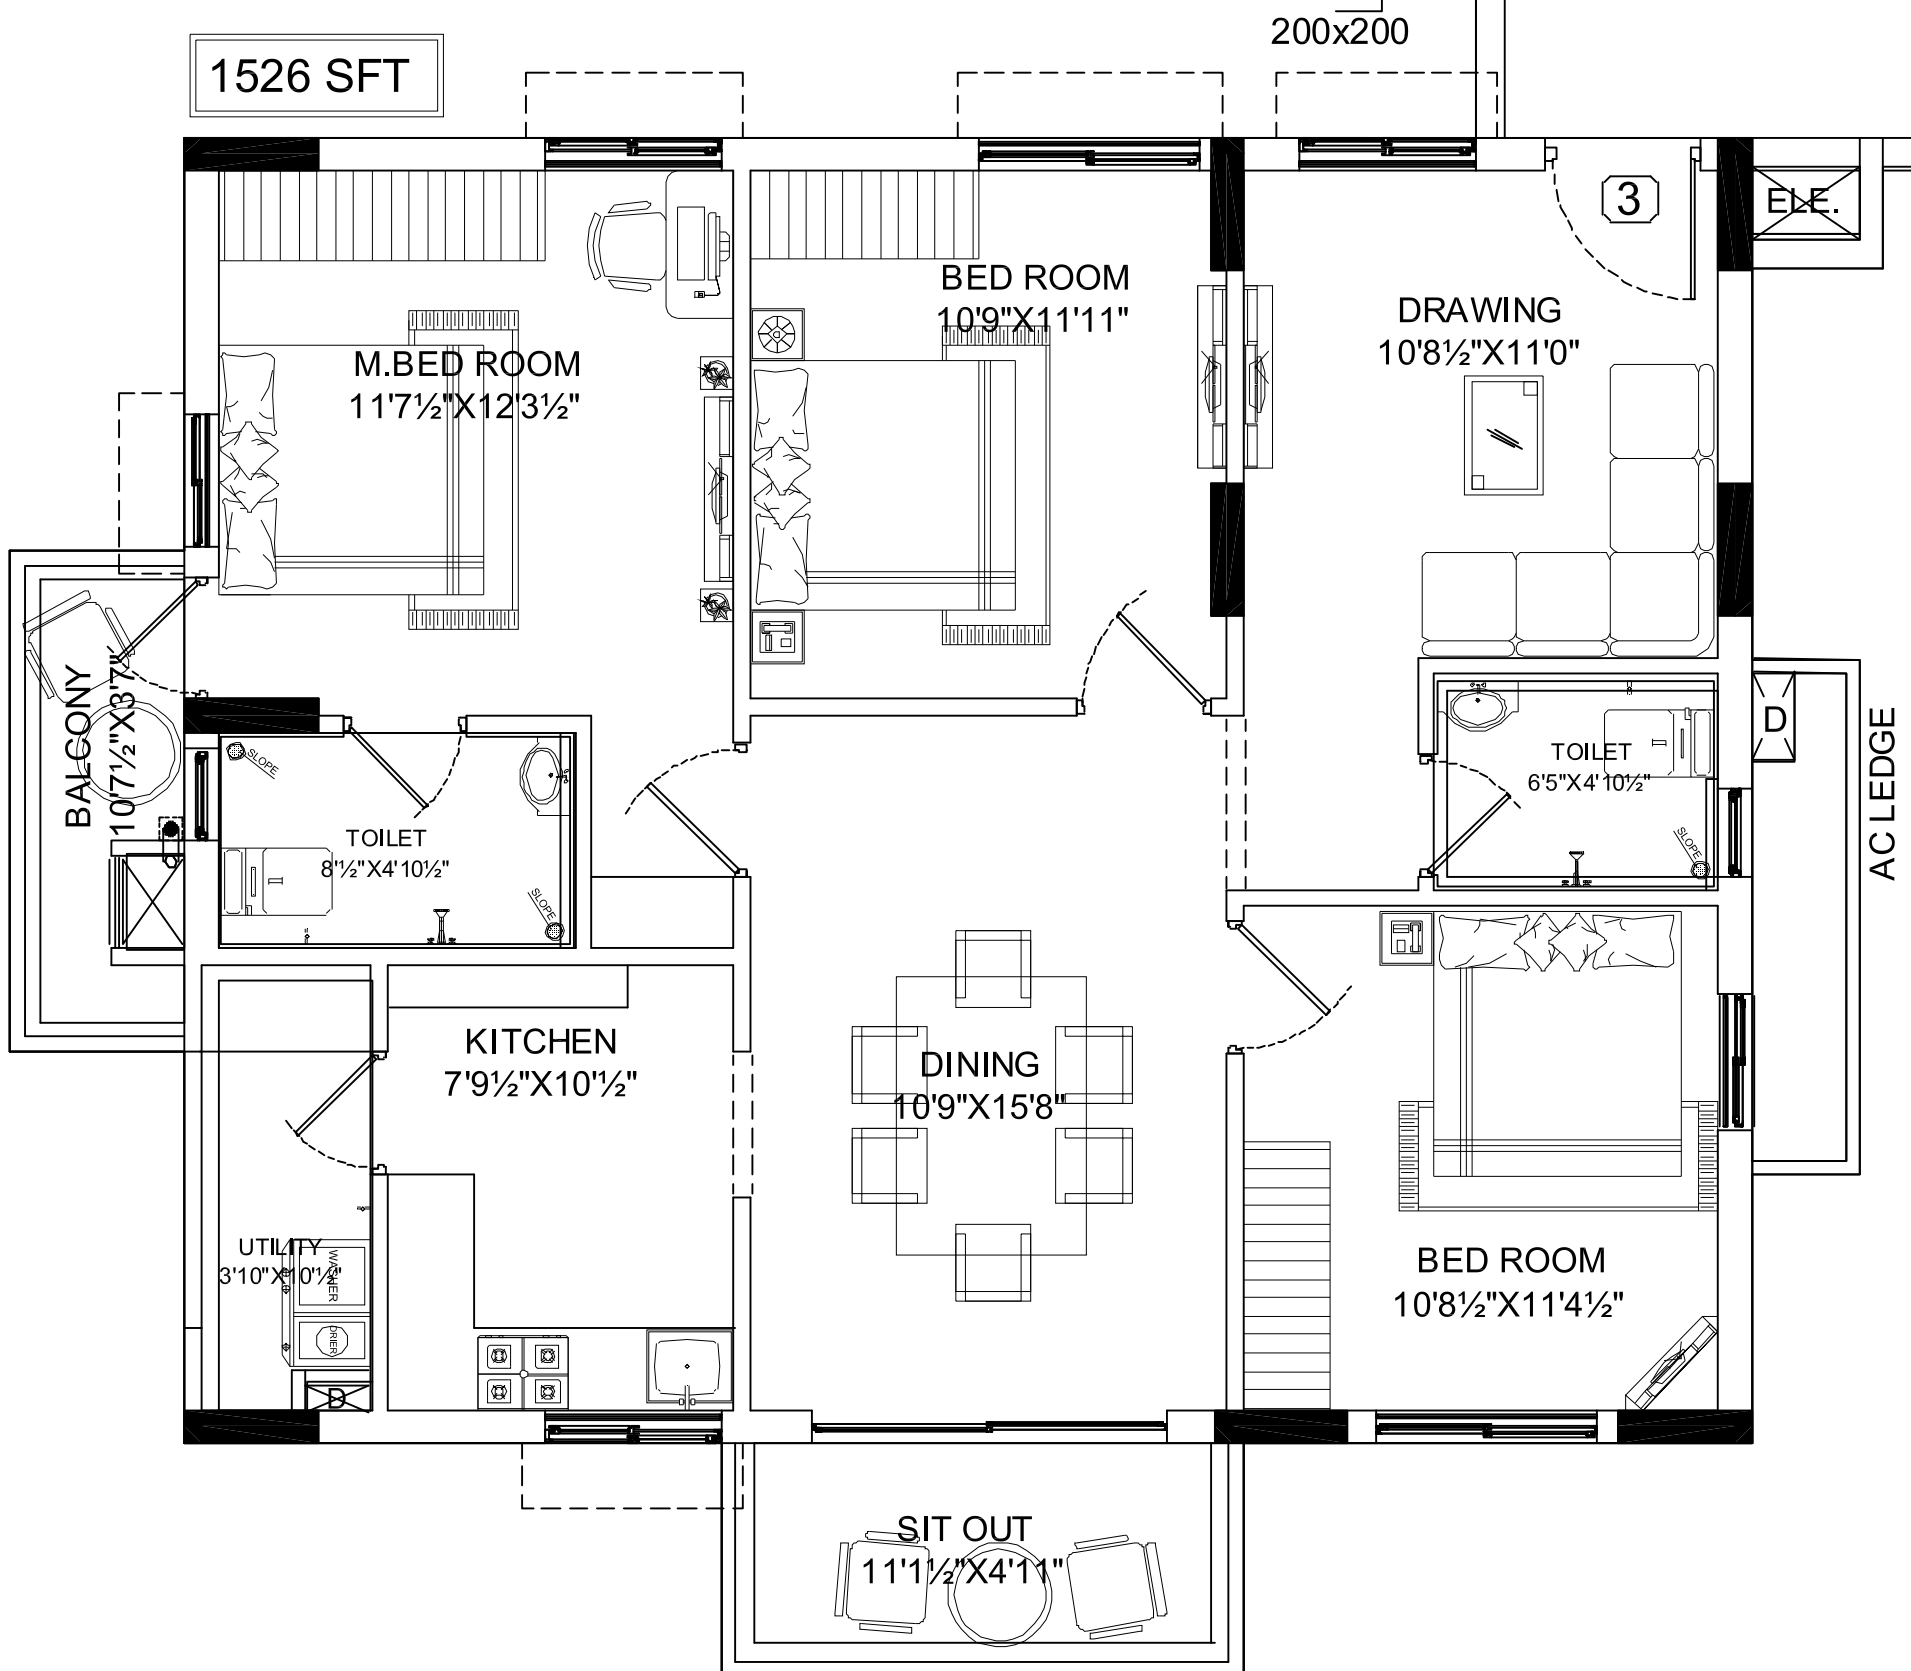 200x200
1526 SFT
3
ELE.
BED ROOM
10'9"X11'11"
DRAWING
10'8½"X11'0"
M.BED ROOM
11'7½"X12'3½"
BALCONY
10'7½"X3'7"
SLOPE
TOILET
8'½"X4'10½"
SLOPE
TOILET
6'5"X4'10½"
SLOPE
D
AC LEDGE
KITCHEN
7'9½"X10'½"
DINING
10'9"X15'8"
UTILITY
3'10"X10'½"
WASHER
DRIER
D
BED ROOM
10'8½"X11'4½"
SIT OUT
11'1½"X4'11"